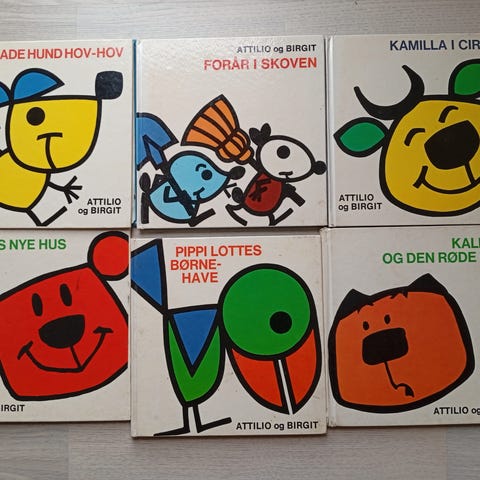 ADE HUND HOV-HOV
ATTILIO
og BIRGIT
ATTILIO og BIRGIT
FORÅR I SKOVEN
KAMILLA I CIR
ATTILIO
og BIRGIT
S NYE HUS
BIRGIT
PIPPI LOTTES
BØRNE-
HAVE
ATTILIO og BIRGIT
KAL
OG DEN RØDE
ATTILIO og